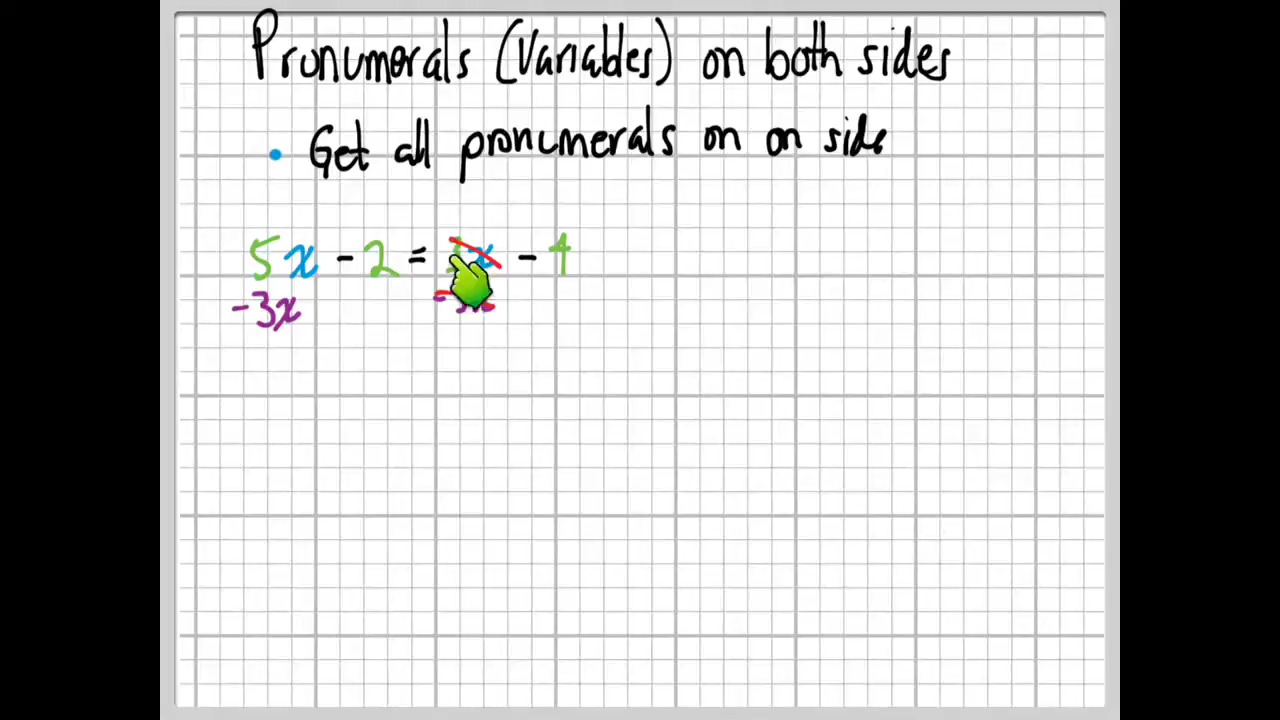 Pronumerals (Variables) on both sides
• Get all pronumerals on on side
5x - 2 = x - 4
-3x